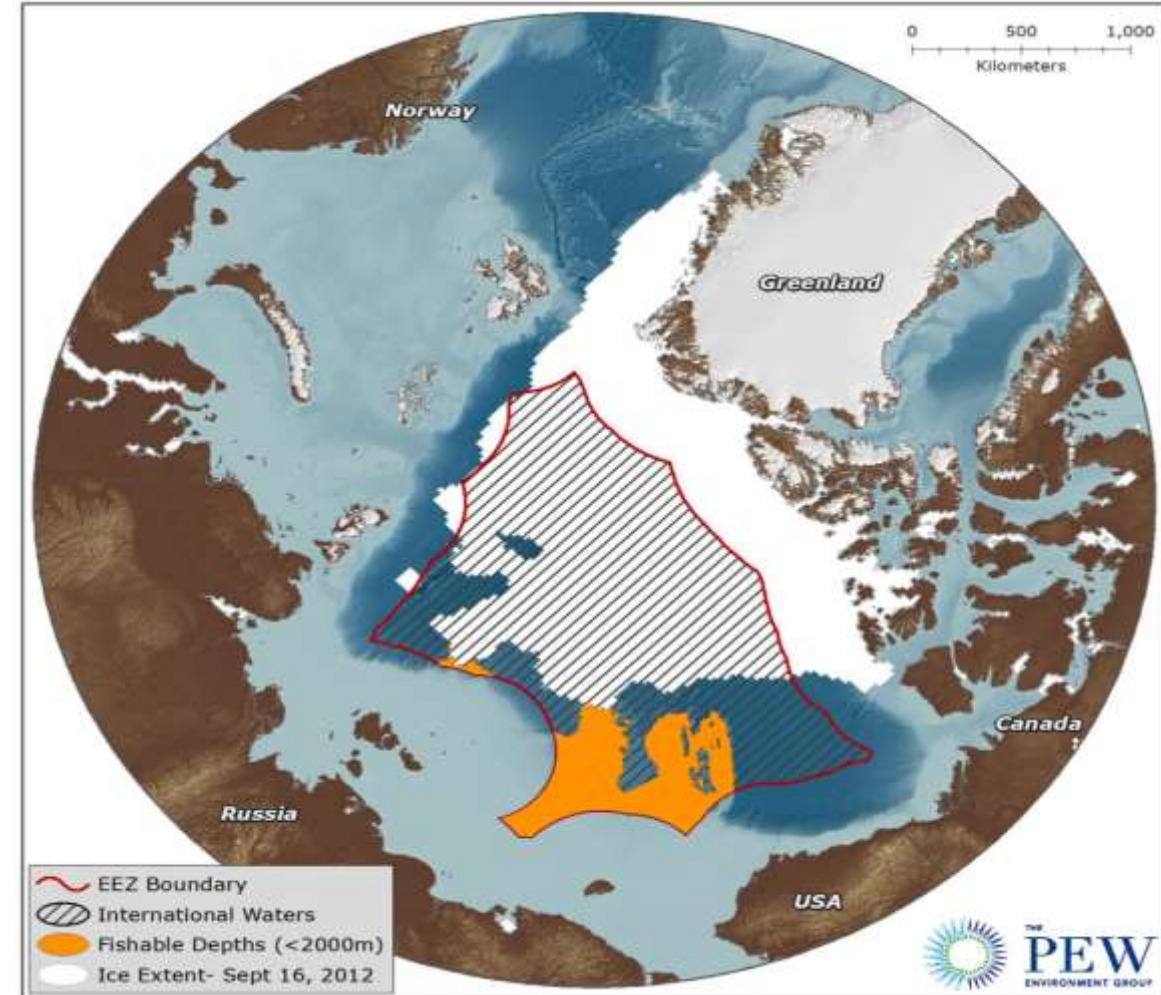 0 500 1,000
Kilometers
Norway
Greenland
Canada
Russia
USA
EEZ Boundary
International Waters
Fishable Depths (<2000m)
Ice Extent- Sept 16, 2012
THE
PEW
ENVIRONMENT GROUP